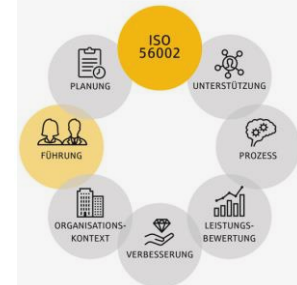 ISO
56002
PLANUNG
UNTERSTÜTZUNG
FÜHRUNG
PROZESS
ORGANISATIONS-
KONTEXT
LEISTUNGS-
BEWERTUNG
VERBESSERUNG